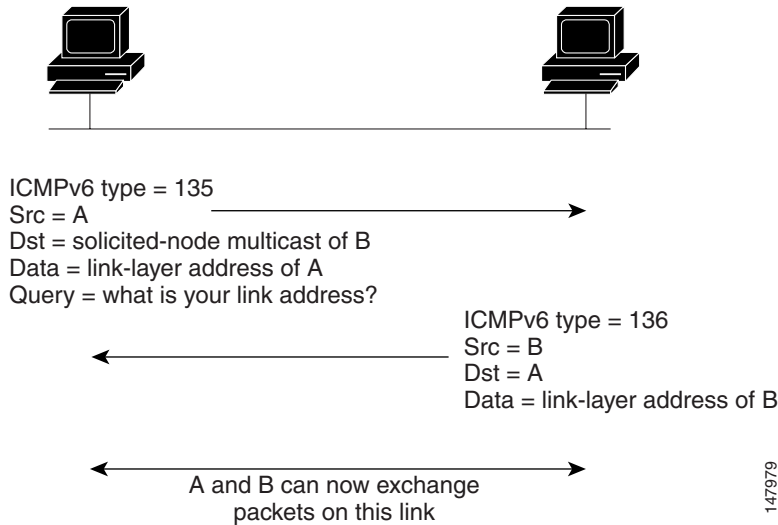 ICMPv6 type = 135
Src = A
Dst = solicited-node multicast of B
Data = link-layer address of A
Query = what is your link address?
ICMPv6 type = 136
Src = B
Dst = A
Data = link-layer address of B
A and B can now exchange
packets on this link
147979